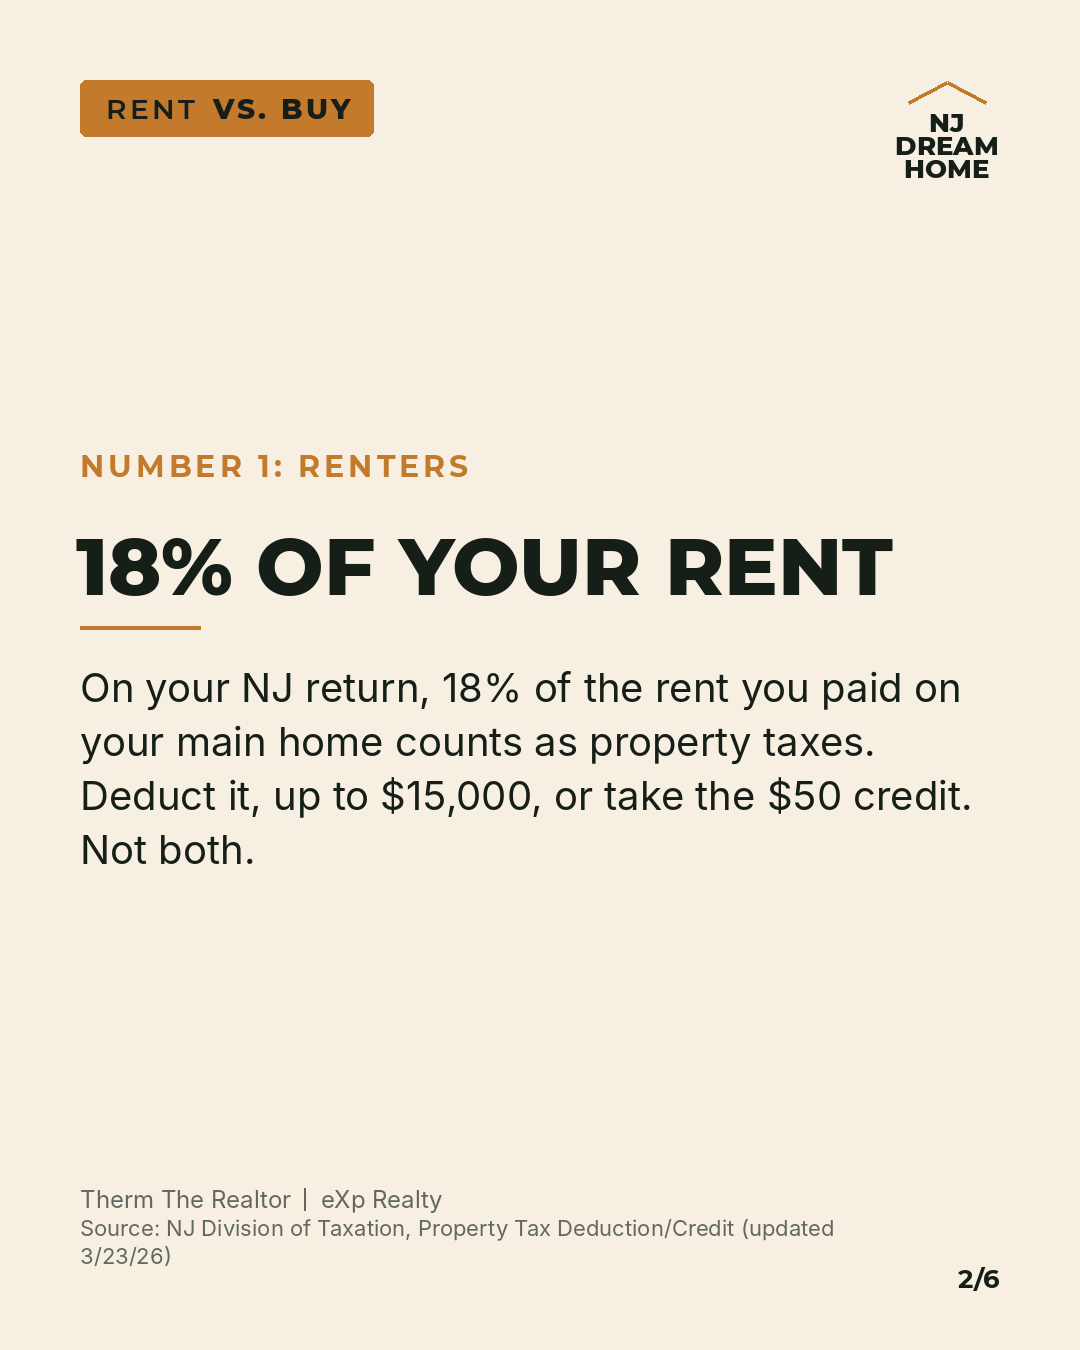 RENT VS. BUY
NJ
DREAM
HOME
NUMBER 1: RENTERS
18% OF YOUR RENT
On your NJ return, 18% of the rent you paid on
your main home counts as property taxes.
Deduct it, up to $15,000, or take the $50 credit.
Not both.
Therm The Realtor | eXp Realty
Source: NJ Division of Taxation, Property Tax Deduction/Credit (updated
3/23/26)
2/6